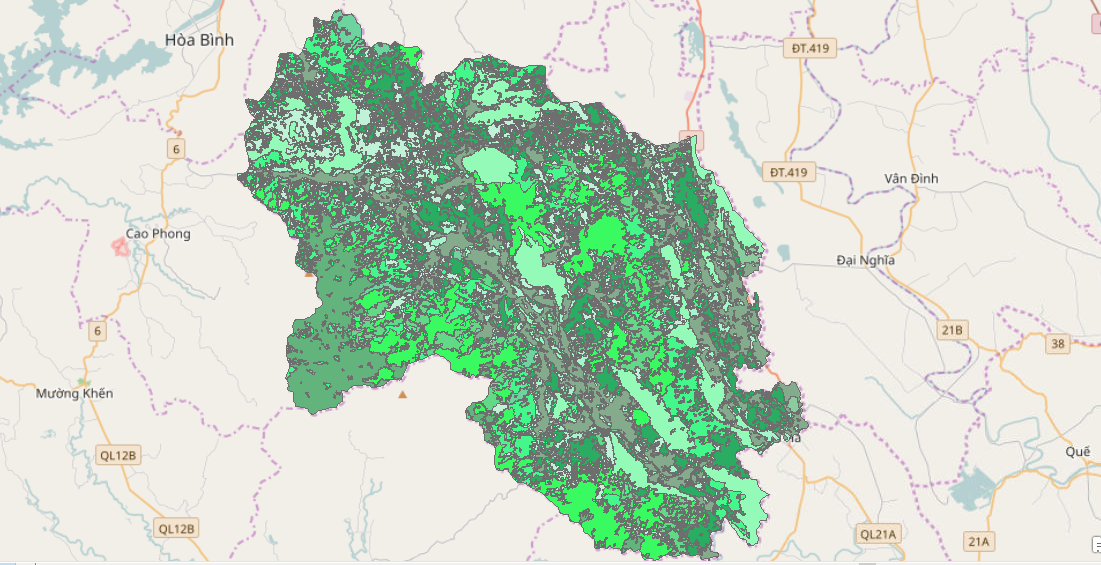 Hòa Bình
ĐT.419
6
ĐT.419
Vân Đình
Cao Phong
Đại Nghĩa
6
21B
38
Mường Khến
QL12B
Quế
QL12B
QL21A
21A